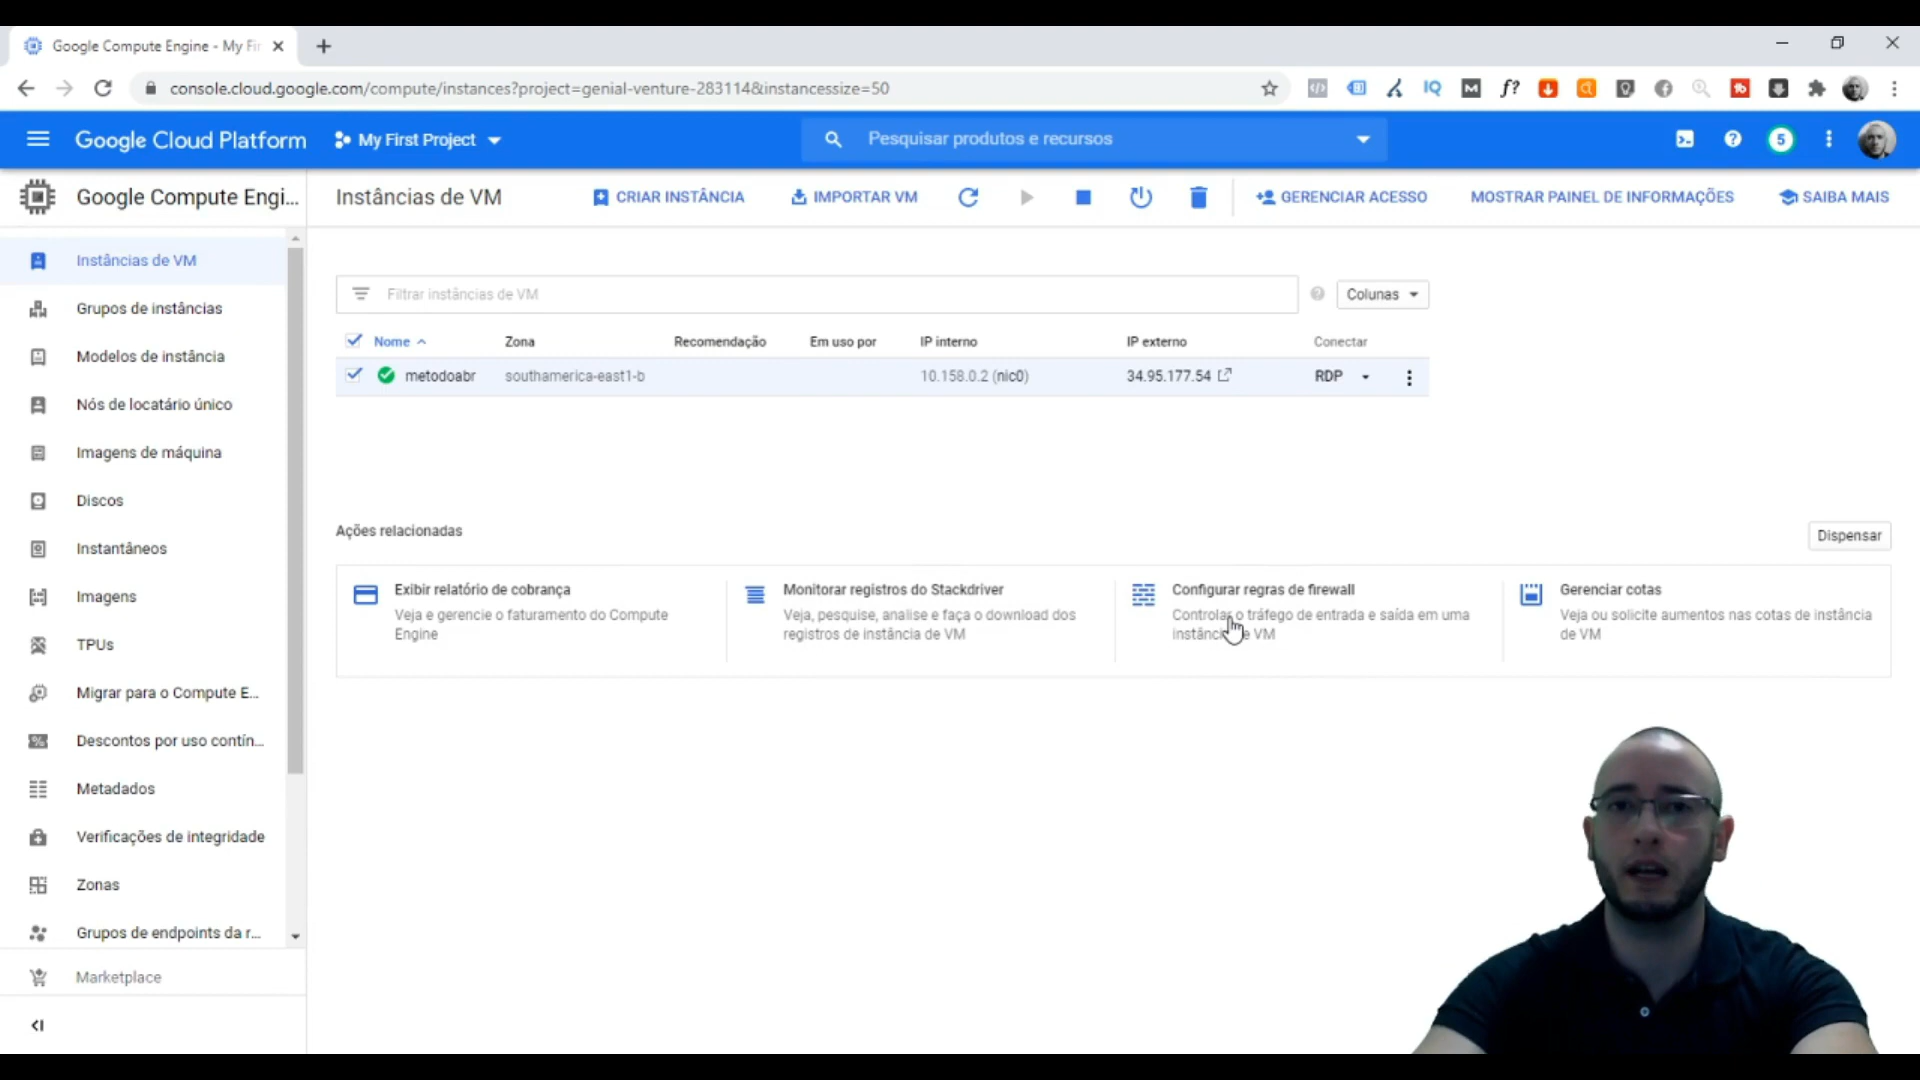 Google Compute Engine - My Fir
console.cloud.google.com/compute/instances?project=genial-venture-283114&instancessize=50
IQ
M
f?
Google Cloud Platform
My First Project
Pesquisar produtos e recursos
5
Google Compute Engi...
Instâncias de VM
CRIAR INSTÂNCIA
IMPORTAR VM
GERENCIAR ACESSO
MOSTRAR PAINEL DE INFORMAÇÕES
SAIBA MAIS
Instâncias de VM
Grupos de instâncias
Modelos de instância
Nós de locatário único
Imagens de máquina
Discos
Instantâneos
Imagens
TPUs
Migrar para o Compute E...
Descontos por uso contín...
Metadados
Verificações de integridade
Zonas
Grupos de endpoints da r...
Marketplace
Filtrar instâncias de VM
Colunas
Nome Zona Recomendação Em uso por IP interno IP externo Conectar
metodoabr southamerica-east1-b 10.158.0.2 (nic0) 34.95.177.54 RDP
Ações relacionadas
Dispensar
Exibir relatório de cobrança
Veja e gerencie o faturamento do Compute
Engine
Monitorar registros do Stackdriver
Veja, pesquise, analise e faça o download dos
registros de instância de VM
Configurar regras de firewall
Controlar o tráfego de entrada e saída em uma
instância de VM
Gerenciar cotas
Veja ou solicite aumentos nas cotas de instância
de VM